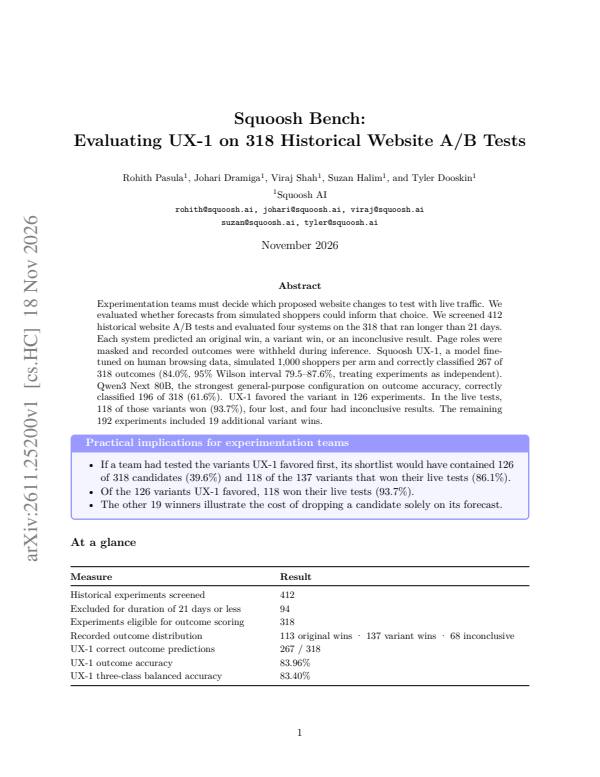 Squoosh Bench:
Evaluating UX-1 on 318 Historical Website A/B Tests
Rohith Pasula1, Johari Dramiga1, Viraj Shah1, Suzan Halim1, and Tyler Dooskin1
1Squoosh AI
rohith@squoosh.ai, johari@squoosh.ai, viraj@squoosh.ai
suzan@squoosh.ai, tyler@squoosh.ai
November 2026
Abstract
Experimentation teams must decide which proposed website changes to test with live traffic. We
evaluated whether forecasts from simulated shoppers could inform that choice. We screened 412
historical website A/B tests and evaluated four systems on the 318 that ran longer than 21 days.
Each system predicted an original win, a variant win, or an inconclusive result. Page roles were
masked and recorded outcomes were withheld during inference. Squoosh UX-1, a model fine-
tuned on human browsing data, simulated 1,000 shoppers per arm and correctly classified 267 of
318 outcomes (84.0%, 95% Wilson interval 79.5–87.6%, treating experiments as independent).
Qwen3 Next 80B, the strongest general-purpose configuration on outcome accuracy, correctly
classified 196 of 318 (61.6%). UX-1 favored the variant in 126 experiments. In the live tests,
118 of those variants won (93.7%), four lost, and four had inconclusive results. The remaining
192 experiments included 19 additional variant wins.
Practical implications for experimentation teams
• If a team had tested the variants UX-1 favored first, its shortlist would have contained 126
of 318 candidates (39.6%) and 118 of the 137 variants that won their live tests (86.1%).
• Of the 126 variants UX-1 favored, 118 won their live tests (93.7%).
• The other 19 winners illustrate the cost of dropping a candidate solely on its forecast.
At a glance
Measure Result
Historical experiments screened 412
Excluded for duration of 21 days or less 94
Experiments eligible for outcome scoring 318
Recorded outcome distribution 113 original wins · 137 variant wins · 68 inconclusive
UX-1 correct outcome predictions 267 / 318
UX-1 outcome accuracy 83.96%
UX-1 three-class balanced accuracy 83.40%
1
arXiv:2611.25200v1 [cs.HC] 18 Nov 2026